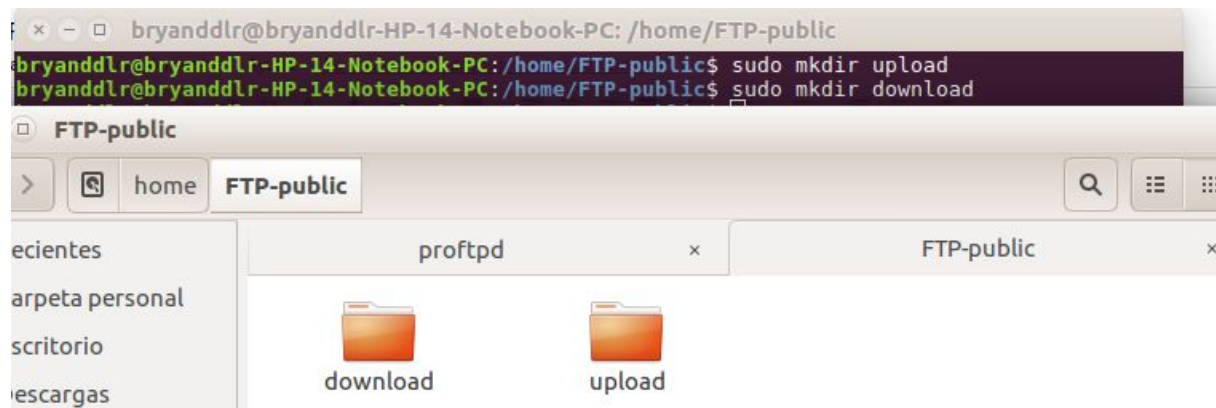 bryanddlr@bryanddlr-HP-14-Notebook-PC: /home/FTP-public
bryanddlr@bryanddlr-HP-14-Notebook-PC:/home/FTP-public$ sudo mkdir upload
bryanddlr@bryanddlr-HP-14-Notebook-PC:/home/FTP-public$ sudo mkdir download
FTP-public
home FTP-public
ecientes
proftpd × FTP-public ×
arpeta personal
scritorio
escargas
download upload